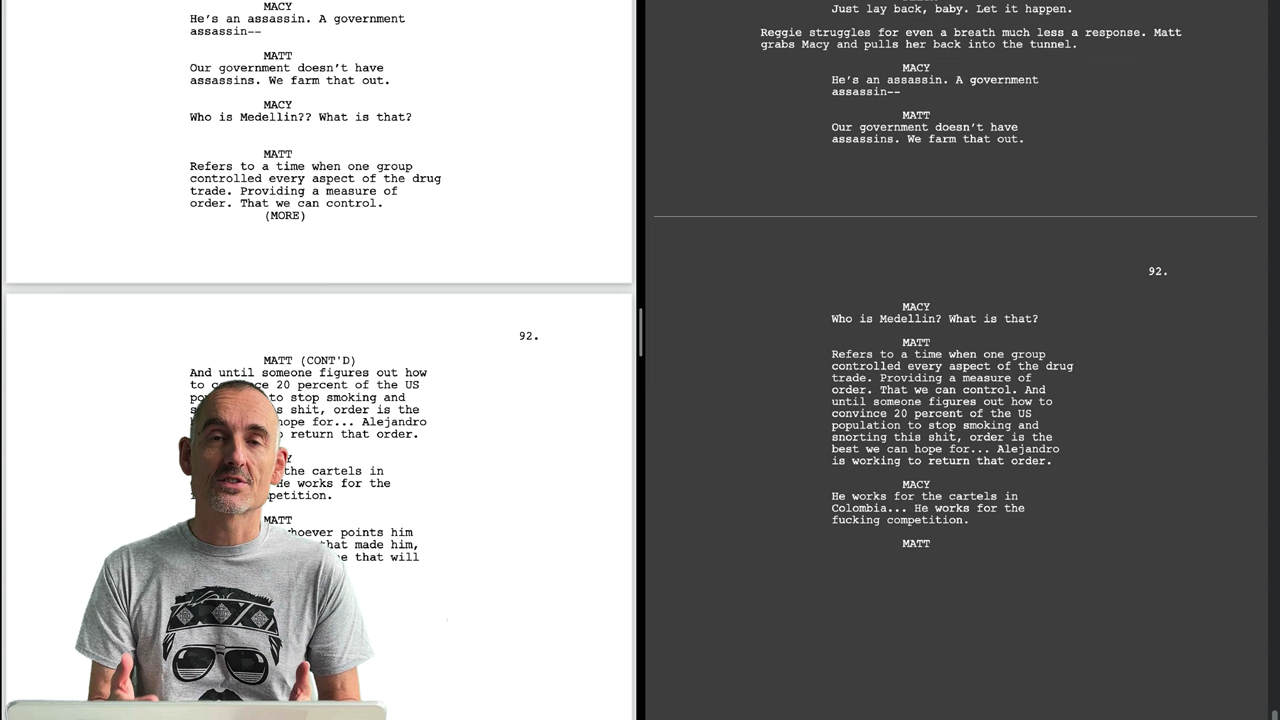 MACY
He's an assassin. A government
assassin--
MATT
Our government doesn't have
assassins. We farm that out.
MACY
Who is Medellin?? What is that?
MATT
Refers to a time when one group
controlled every aspect of the drug
trade. Providing a measure of
order. That we can control.
(MORE)
92.
MATT (CONT'D)
And until someone figures out how
to 20 percent of the US
to stop smoking and
shit, order is the
hope for... Alejandro
to return that order.
the cartels in
He works for the
MATT
whoever points him
that made him,
that will
Just lay back, baby. Let it happen.
Reggie struggles for even a breath much less a response. Matt
grabs Macy and pulls her back into the tunnel.
MACY
He's an assassin. A government
assassin--
MATT
Our government doesn't have
assassins. We farm that out.
92.
MACY
Who is Medellin? What is that?
MATT
Refers to a time when one group
controlled every aspect of the drug
trade. Providing a measure of
order. That we can control. And
until someone figures out how to
convince 20 percent of the US
population to stop smoking and
snorting this shit, order is the
best we can hope for... Alejandro
is working to return that order.
MACY
He works for the cartels in
Colombia... He works for the
fucking competition.
MATT